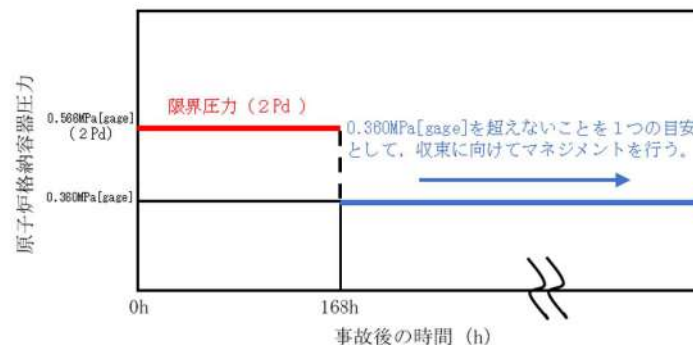 原子炉格納容器圧力
0.566MPa[gage]
(2Pd)
0.360MPa[gage]
限界圧力(2Pd)
0.360MPa[gage]を超えないことを1つの目安
として,収束に向けてマネジメントを行う。
0h
168h
事故後の時間(h)